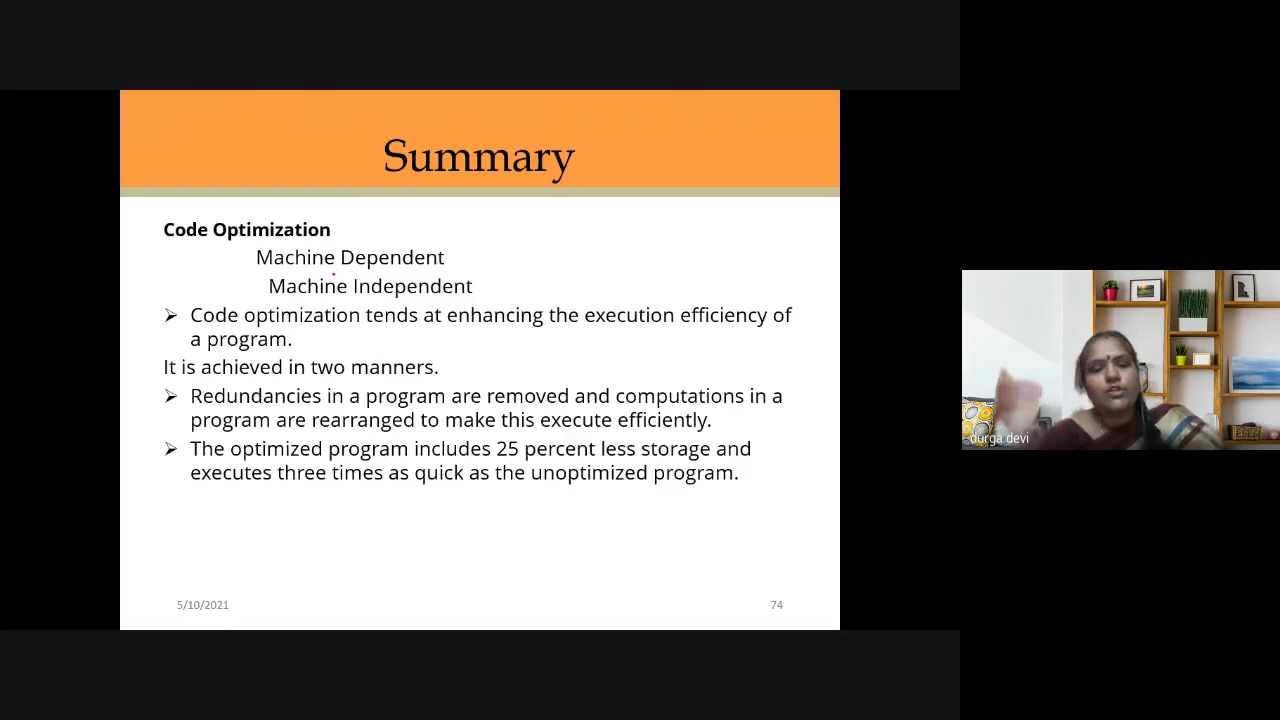 Summary
Code Optimization
Machine Dependent
Machine Independent
➢ Code optimization tends at enhancing the execution efficiency of
a program.
It is achieved in two manners.
➢ Redundancies in a program are removed and computations in a
program are rearranged to make this execute efficiently.
➢ The optimized program includes 25 percent less storage and
executes three times as quick as the unoptimized program.
5/10/2021
74
durga devi